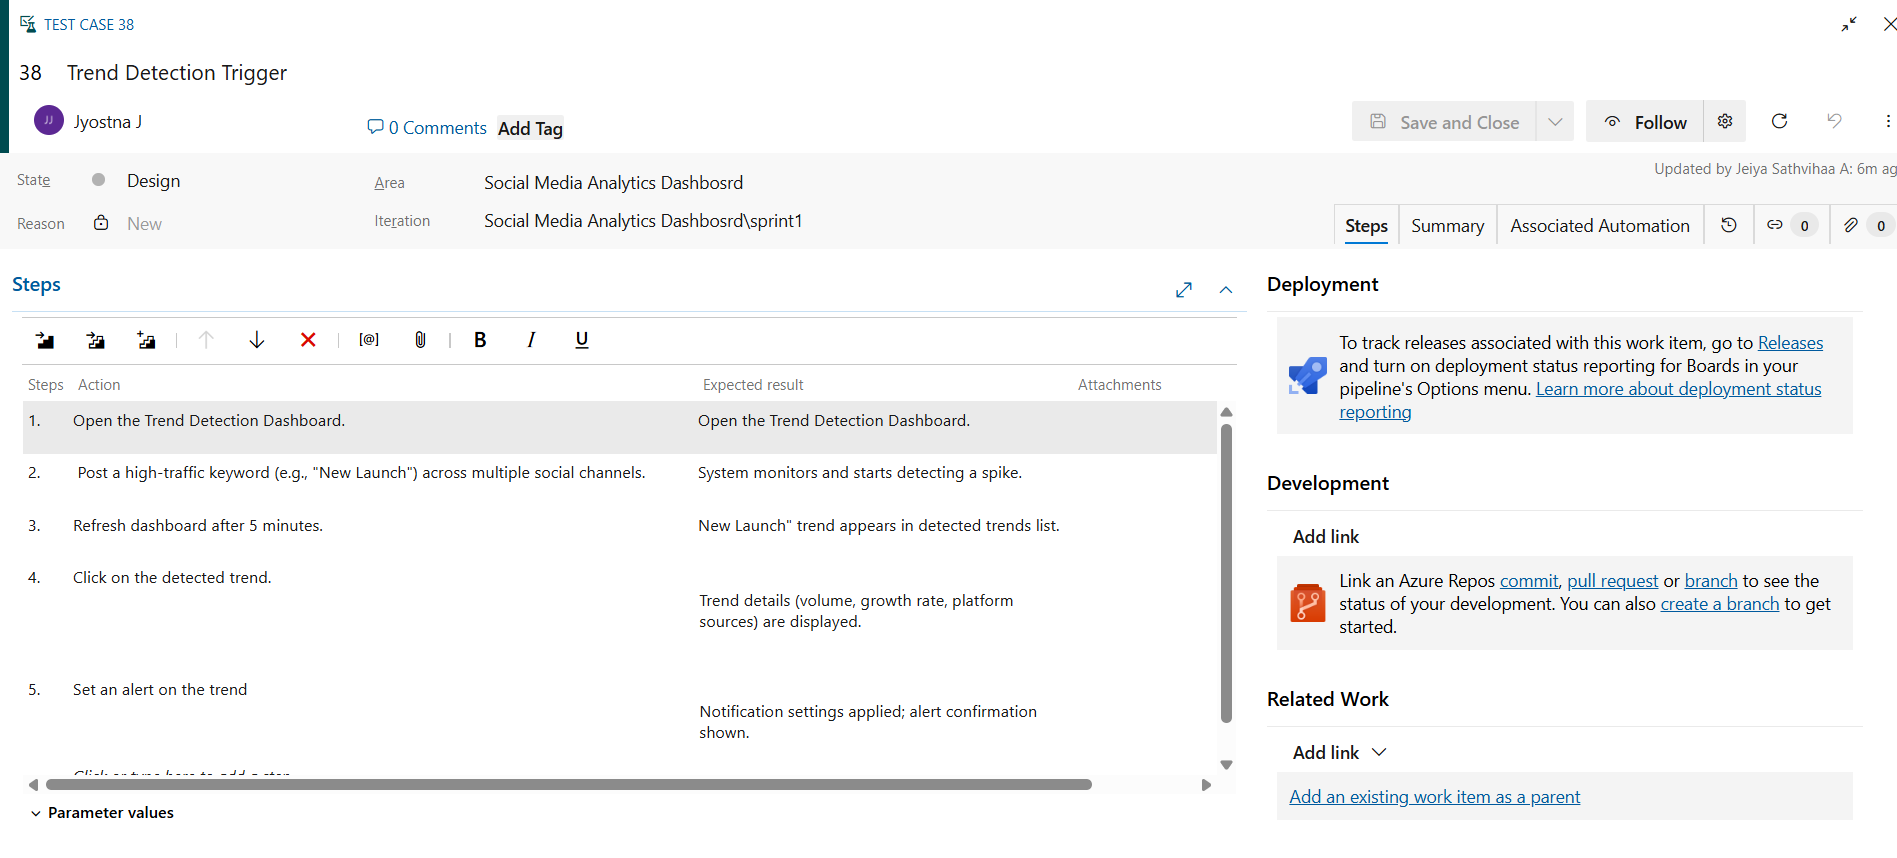 TEST CASE 38
38 Trend Detection Trigger
JJ Jyostna J
0 Comments Add Tag
Save and Close
Follow
Updated by Jeiya Sathvihaa A: 6m ag
State Design
Area Social Media Analytics Dashbosrd
Reason New
Iteration Social Media Analytics Dashbosrd\sprint1
Steps Summary Associated Automation 0 0
Steps
[@] B I U
Steps Action Expected result Attachments
1. Open the Trend Detection Dashboard. Open the Trend Detection Dashboard.
2. Post a high-traffic keyword (e.g., "New Launch") across multiple social channels. System monitors and starts detecting a spike.
3. Refresh dashboard after 5 minutes. New Launch" trend appears in detected trends list.
4. Click on the detected trend.
Trend details (volume, growth rate, platform
sources) are displayed.
5. Set an alert on the trend
Notification settings applied; alert confirmation
shown.
Click or type here to add a step
Parameter values
Deployment
To track releases associated with this work item, go to Releases
and turn on deployment status reporting for Boards in your
pipeline's Options menu. Learn more about deployment status
reporting
Development
Add link
Link an Azure Repos commit, pull request or branch to see the
status of your development. You can also create a branch to get
started.
Related Work
Add link
Add an existing work item as a parent